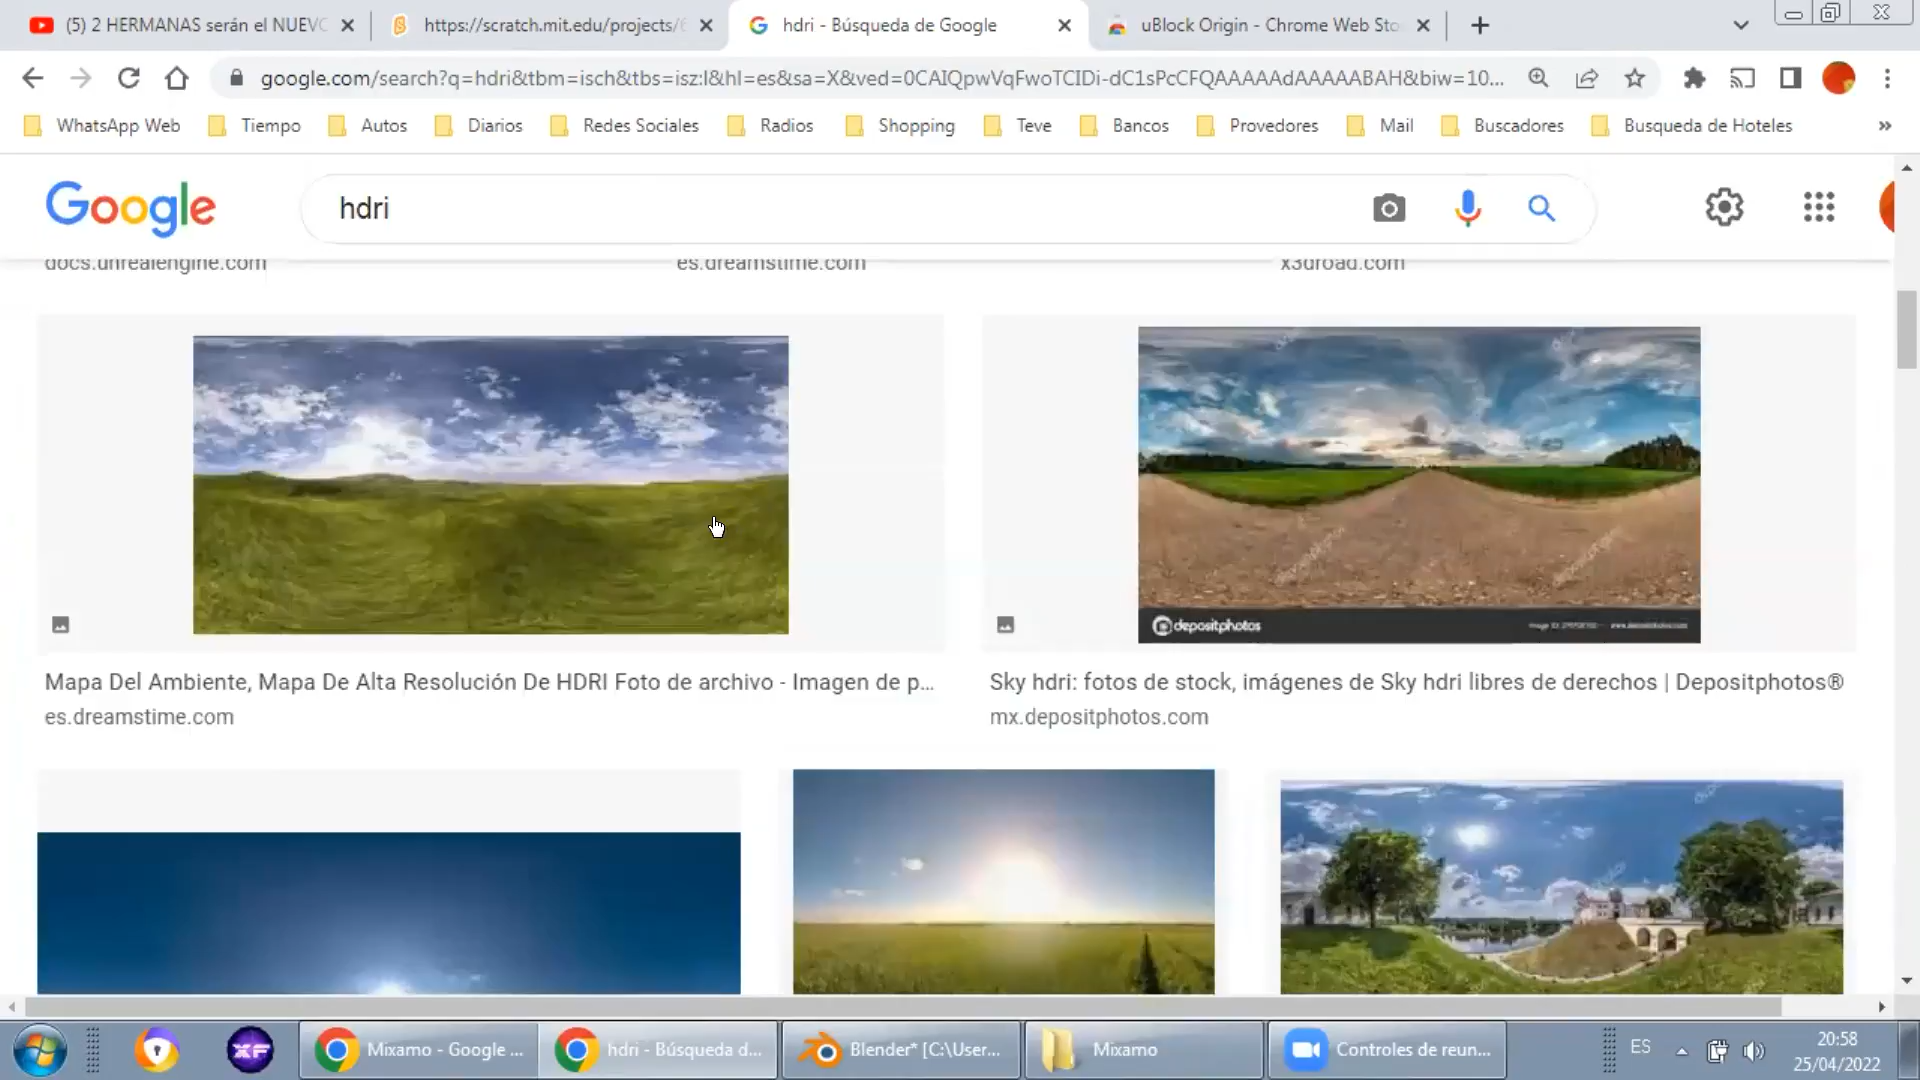 (5) 2 HERMANAS serán el NUEVO
https://scratch.mit.edu/projects/6
hdri - Búsqueda de Google
uBlock Origin - Chrome Web Sto
google.com/search?q=hdri&tbm=isch&tbs=isz:l&hl=es&sa=X&ved=0CAIQpwVqFwoTCIDi-dC1sPcCFQAAAAAdAAAAABAH&biw=10...
WhatsApp Web
Tiempo
Autos
Diarios
Redes Sociales
Radios
Shopping
Teve
Bancos
Provedores
Mail
Buscadores
Busqueda de Hoteles
»
Google
hdri
docs.unrealengine.com
es.dreamstime.com
x3droad.com
depositphotos
Mapa Del Ambiente, Mapa De Alta Resolución De HDRI Foto de archivo - Imagen de p...
es.dreamstime.com
Sky hdri: fotos de stock, imágenes de Sky hdri libres de derechos | Depositphotos®
mx.depositphotos.com
XF
Mixamo - Google ...
hdri - Búsqueda d...
Blender* [C:\User...
Mixamo
Controles de reun...
ES
20:58
25/04/2022